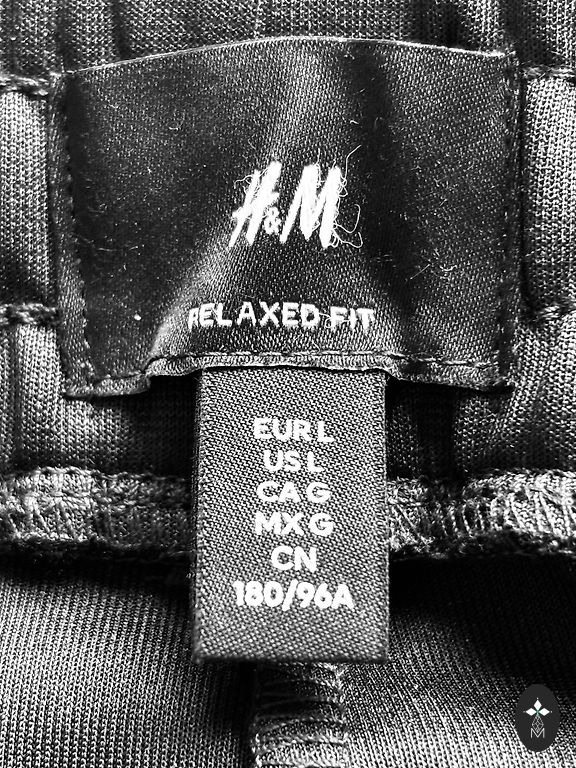 H&M
RELAXED FIT
EUR L
US L
CA G
MX G
CN
180/96A
M